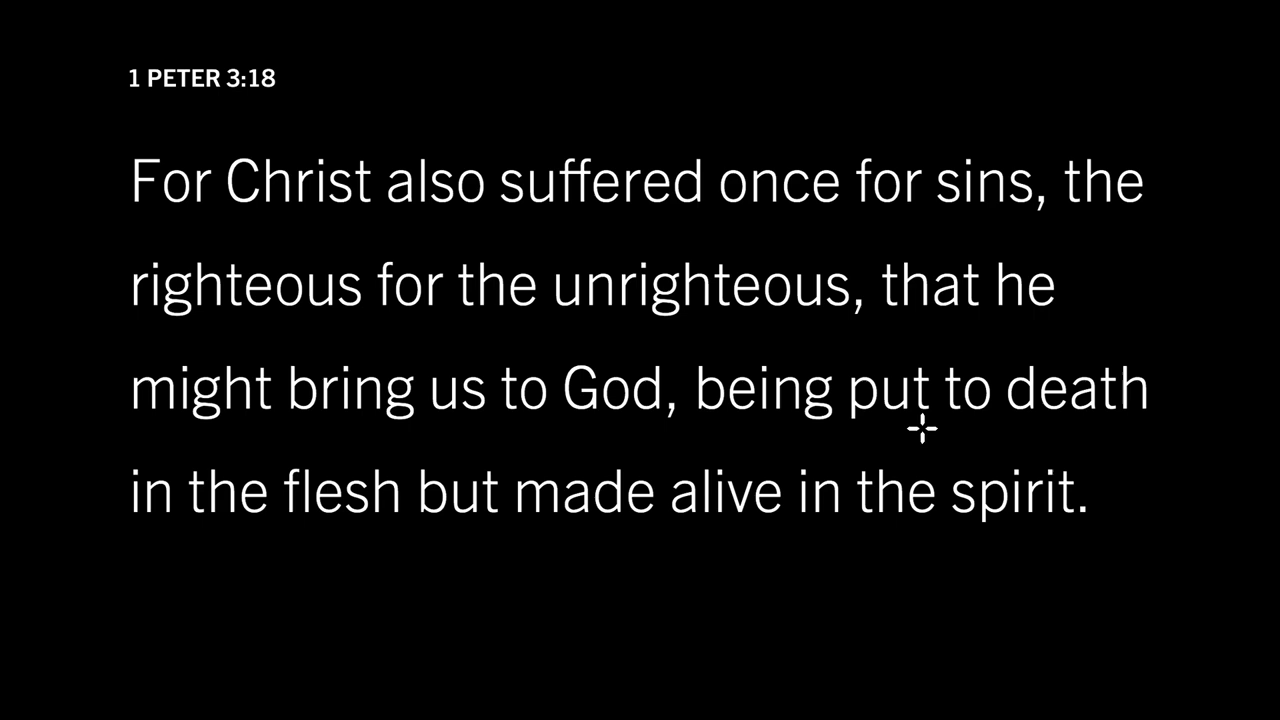 1 PETER 3:18
For Christ also suffered once for sins, the
righteous for the unrighteous, that he
might bring us to God, being put to death
in the flesh but made alive in the spirit.